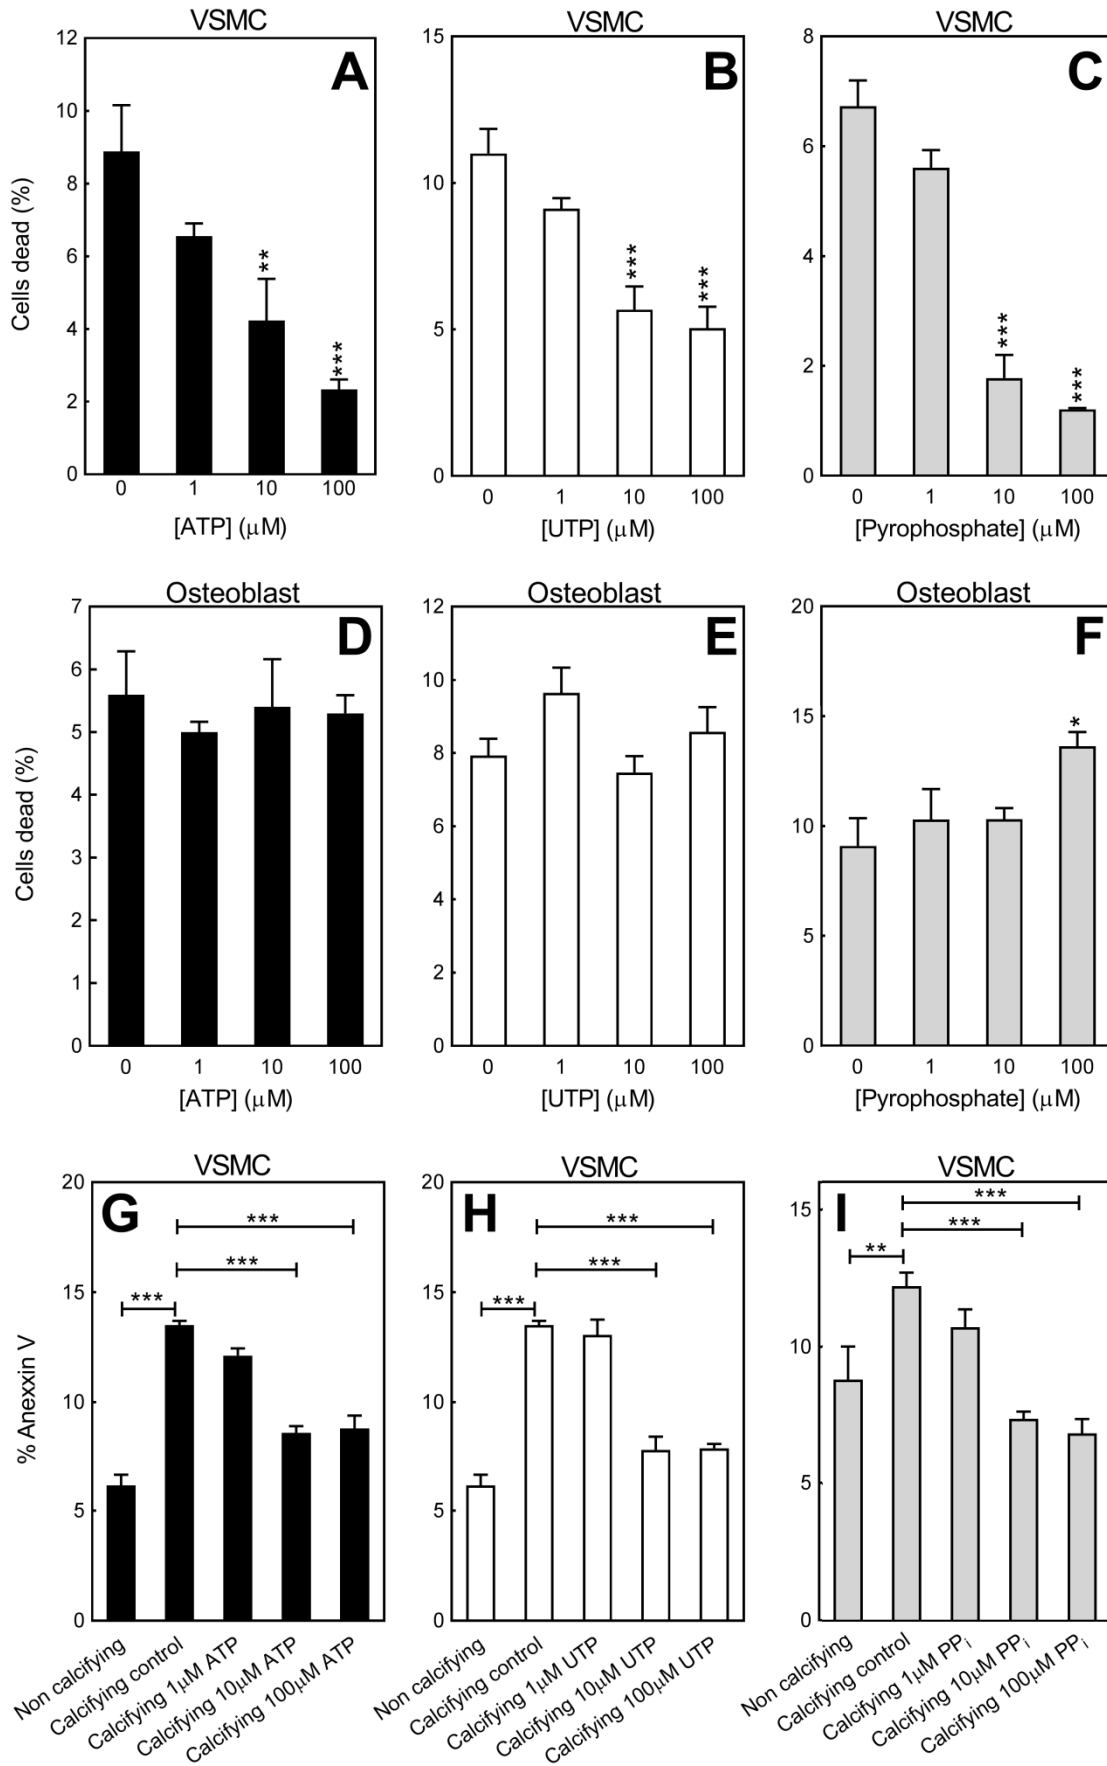 VSMC
A
12
10
8
6
4
2
0
Cells dead (%)
**
***
0 1 10 100
[ATP] (μM)
VSMC
B
15
10
5
0
***
***
0 1 10 100
[UTP] (μM)
VSMC
C
8
6
4
2
0
***
***
0 1 10 100
[Pyrophosphate] (μM)
Osteoblast
D
7
6
5
4
3
2
1
0
Cells dead (%)
0 1 10 100
[ATP] (μM)
Osteoblast
E
12
10
8
6
4
2
0
0 1 10 100
[UTP] (μM)
Osteoblast
F
20
15
10
5
0
*
0 1 10 100
[Pyrophosphate] (μM)
VSMC
G
20
15
10
5
0
% Anexxin V
***
***
***
Non calcifying
Calcifying control
Calcifying 1μM ATP
Calcifying 10μM ATP
Calcifying 100μM ATP
VSMC
H
20
15
10
5
0
***
***
***
Non calcifying
Calcifying control
Calcifying 1μM UTP
Calcifying 10μM UTP
Calcifying 100μM UTP
VSMC
I
15
10
5
0
***
***
**
Non calcifying
Calcifying control
Calcifying 1μM PPi
Calcifying 10μM PPi
Calcifying 100μM PPi